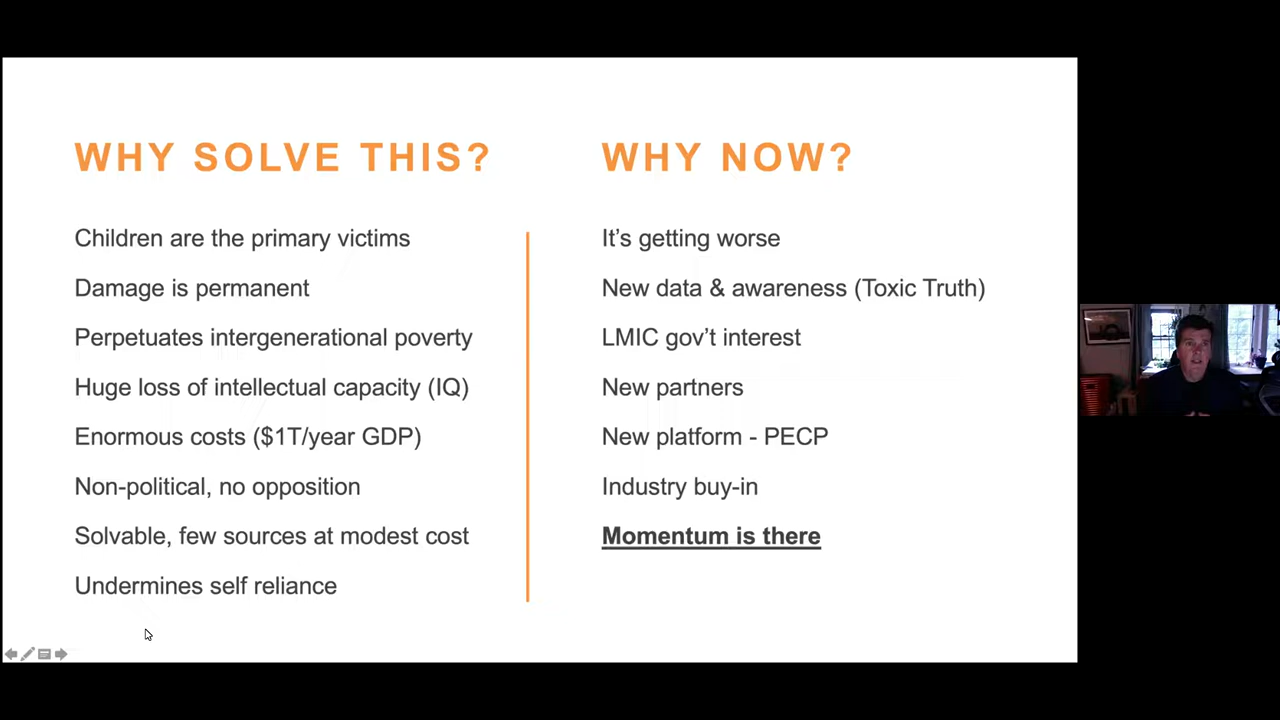 WHY SOLVE THIS?
Children are the primary victims
Damage is permanent
Perpetuates intergenerational poverty
Huge loss of intellectual capacity (IQ)
Enormous costs ($1T/year GDP)
Non-political, no opposition
Solvable, few sources at modest cost
Undermines self reliance
WHY NOW?
It’s getting worse
New data & awareness (Toxic Truth)
LMIC gov’t interest
New partners
New platform - PECP
Industry buy-in
Momentum is there